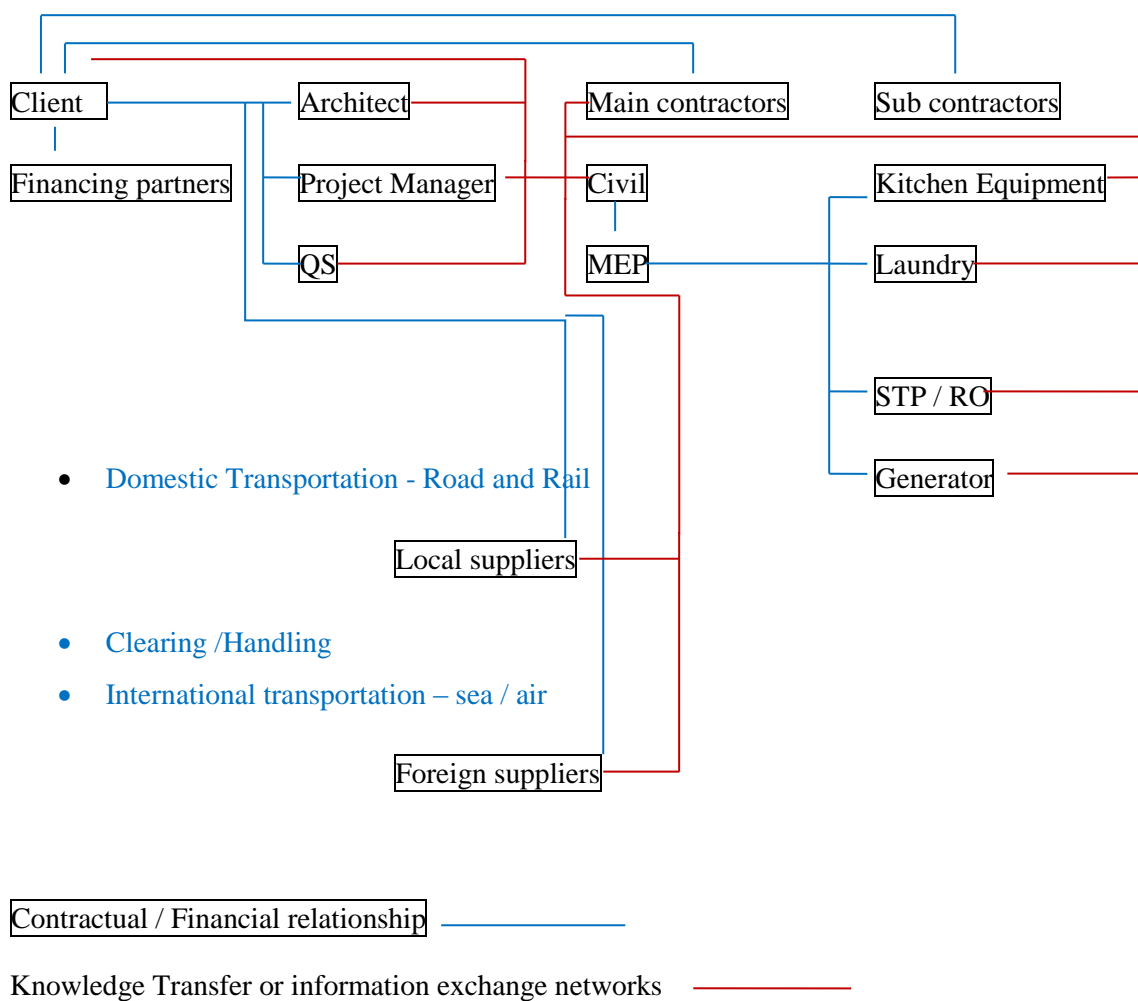 Client
Architect
Main contractors
Sub contractors
Financing partners
Project Manager
Civil
Kitchen Equipment
QS
MEP
Laundry
STP / RO
• Domestic Transportation - Road and Rail
Generator
Local suppliers
• Clearing /Handling
• International transportation – sea / air
Foreign suppliers
Contractual / Financial relationship
Knowledge Transfer or information exchange networks